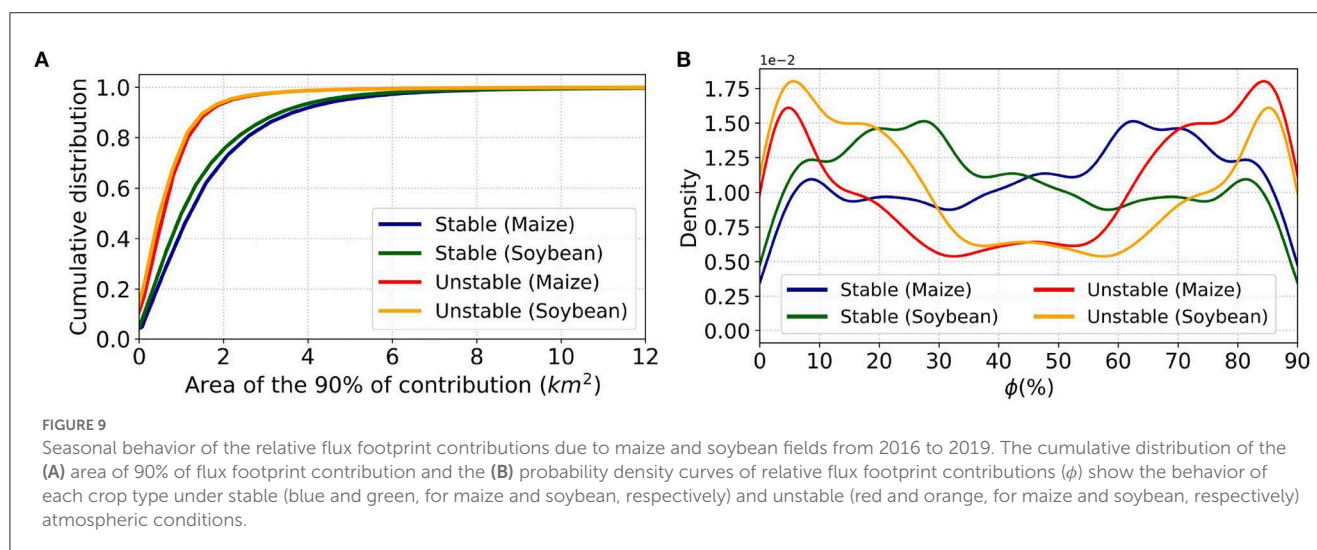 A
Cumulative distribution
1.0
0.8
0.6
0.4
0.2
0.0
0 2 4 6 8 10 12
Area of the 90% of contribution (km²)
Stable (Maize)
Stable (Soybean)
Unstable (Maize)
Unstable (Soybean)
B
1e-2
Density
1.75
1.50
1.25
1.00
0.75
0.50
0.25
0.00
0 10 20 30 40 50 60 70 80 90
ϕ(%)
Stable (Maize)
Stable (Soybean)
Unstable (Maize)
Unstable (Soybean)
FIGURE 9
Seasonal behavior of the relative flux footprint contributions due to maize and soybean fields from 2016 to 2019. The cumulative distribution of the
(A) area of 90% of flux footprint contribution and the (B) probability density curves of relative flux footprint contributions (ϕ) show the behavior of
each crop type under stable (blue and green, for maize and soybean, respectively) and unstable (red and orange, for maize and soybean, respectively)
atmospheric conditions.